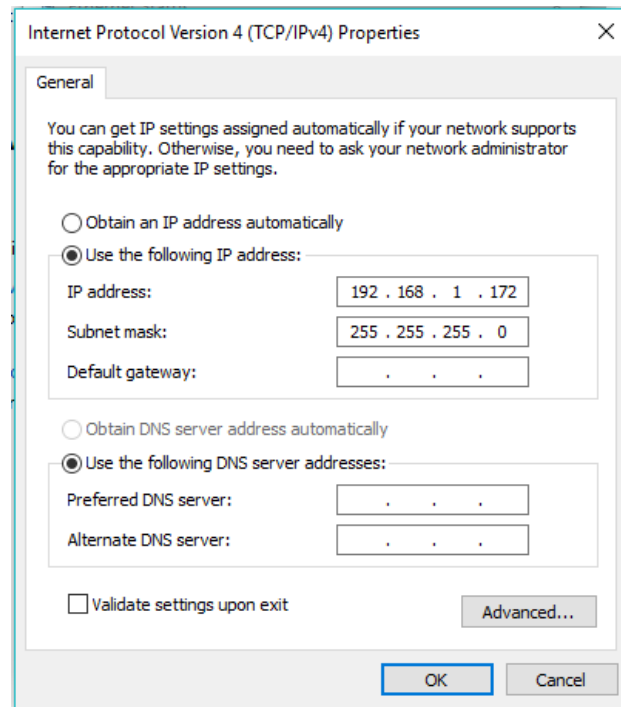 Internet Protocol Version 4 (TCP/IPv4) Properties
General
You can get IP settings assigned automatically if your network supports
this capability. Otherwise, you need to ask your network administrator
for the appropriate IP settings.
Obtain an IP address automatically
Use the following IP address:
IP address: 192 . 168 . 1 . 172
Subnet mask: 255 . 255 . 255 . 0
Default gateway: . . .
Obtain DNS server address automatically
Use the following DNS server addresses:
Preferred DNS server: . . .
Alternate DNS server: . . .
Validate settings upon exit
Advanced...
OK Cancel